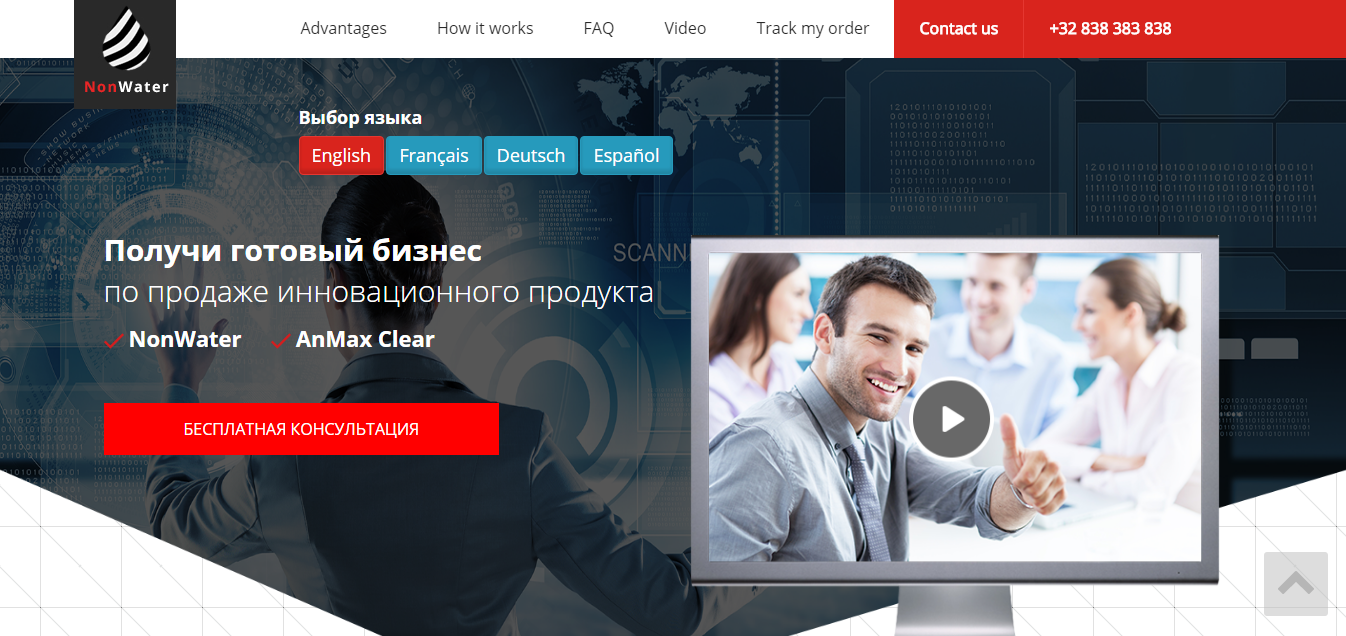 Advantages How it works FAQ Video Track my order Contact us +32 838 383 838
NonWater
Выбор языка
English Français Deutsch Español
Получи готовый бизнес
по продаже инновационного продукта
NonWater AnMax Clear
БЕСПЛАТНАЯ КОНСУЛЬТАЦИЯ
SCANN